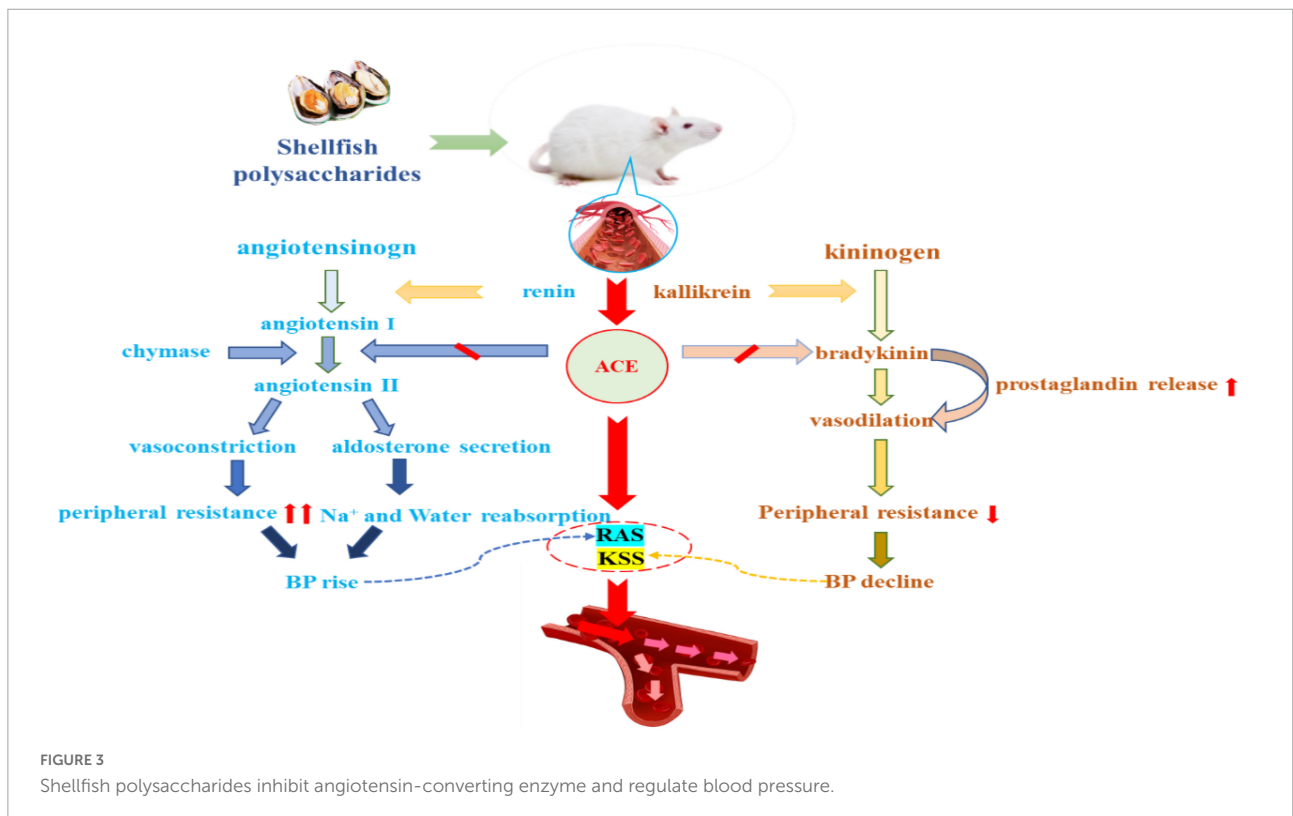 Shellfish
polysaccharides
angiotensinogn
kininogen
renin
kallikrein
angiotensin I
chymase
ACE
bradykinin
angiotensin II
prostaglandin release
vasodilation
vasoconstriction
aldosterone secretion
peripheral resistance
Na⁺ and Water reabsorption
Peripheral resistance
RAS
KSS
BP rise
BP decline
FIGURE 3
Shellfish polysaccharides inhibit angiotensin-converting enzyme and regulate blood pressure.